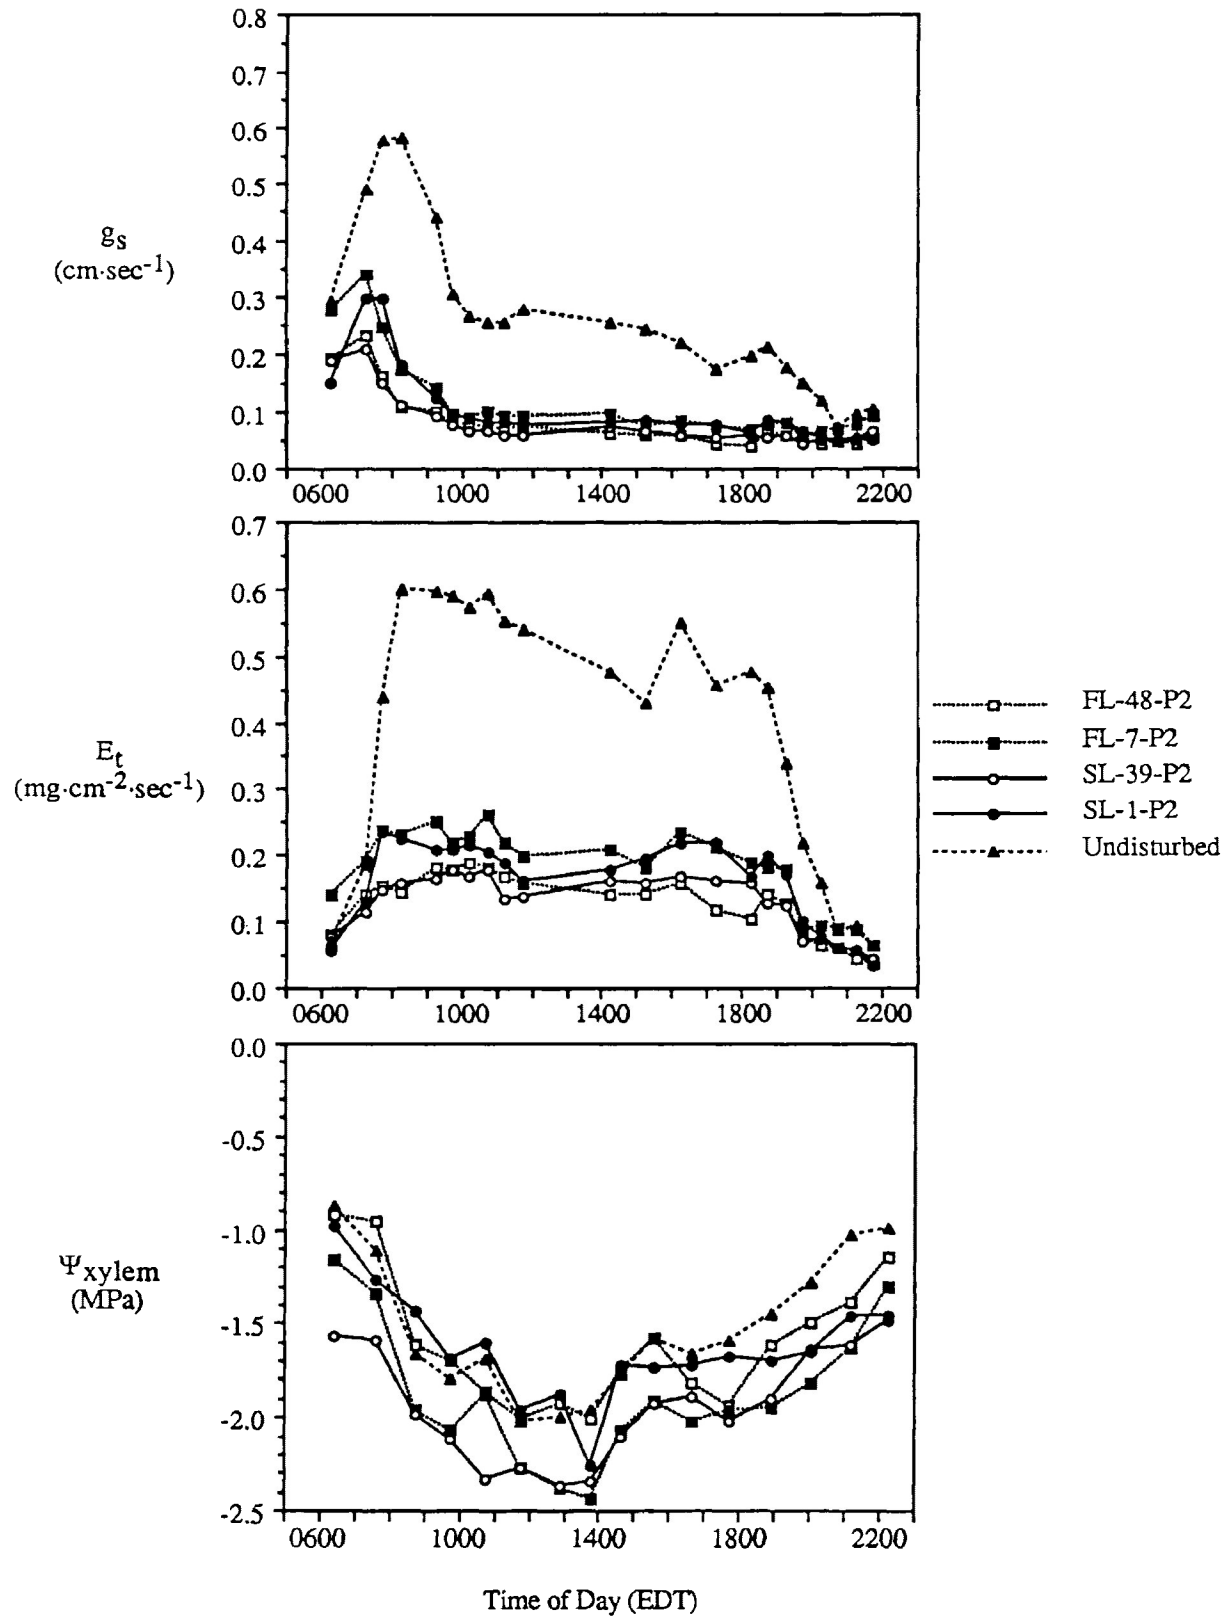 0.8
0.7
0.6
0.5
0.4
0.3
0.2
0.1
0.0
gs
(cm·sec-1)
0600 1000 1400 1800 2200
0.7
0.6
0.5
0.4
0.3
0.2
0.1
0.0
Et
(mg·cm-2·sec-1)
0600 1000 1400 1800 2200
FL-48-P2
FL-7-P2
SL-39-P2
SL-1-P2
Undisturbed
0.0
-0.5
-1.0
-1.5
-2.0
-2.5
Ψxylem
(MPa)
0600 1000 1400 1800 2200
Time of Day (EDT)